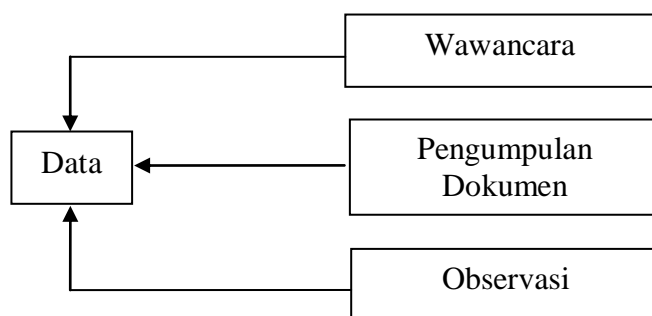 Wawancara
Data
Pengumpulan
Dokumen
Observasi